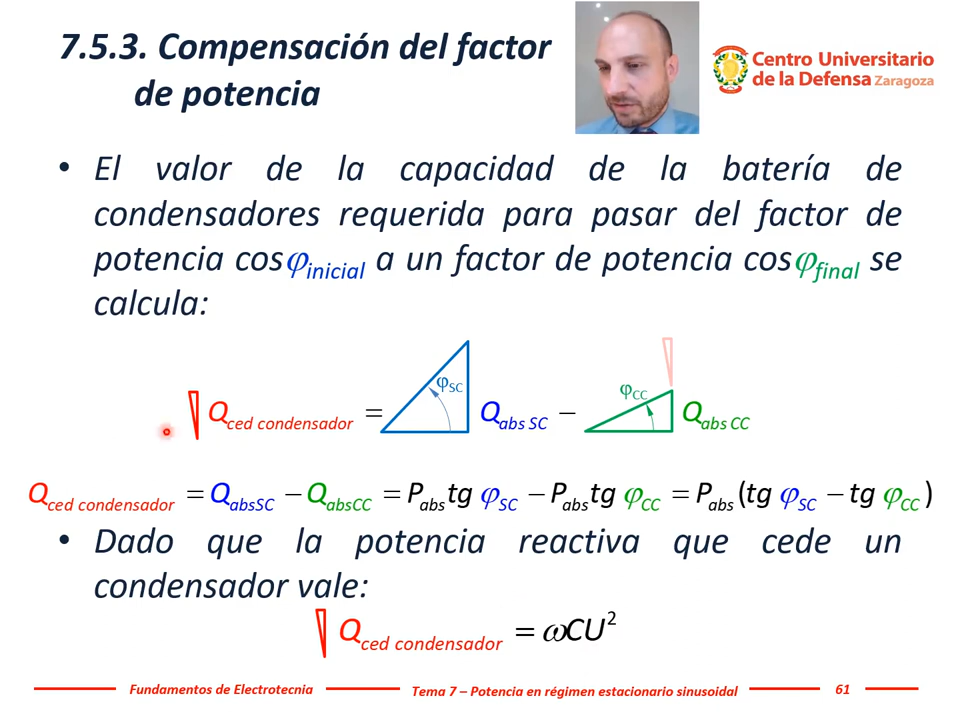 7.5.3. Compensación del factor
de potencia
Centro Universitario
de la Defensa Zaragoza
• El valor de la capacidad de la batería de
condensadores requerida para pasar del factor de
potencia cosφinicial a un factor de potencia cosφfinal se
calcula:
Qced condensador = φSC Qabs SC − φCC Qabs CC
Qced condensador = QabsSC − QabsCC = Pabs tg φSC − Pabs tg φCC = Pabs (tg φSC − tg φCC)
• Dado que la potencia reactiva que cede un
condensador vale:
Qced condensador = ωCU²
Fundamentos de Electrotecnia Tema 7 – Potencia en régimen estacionario sinusoidal 61